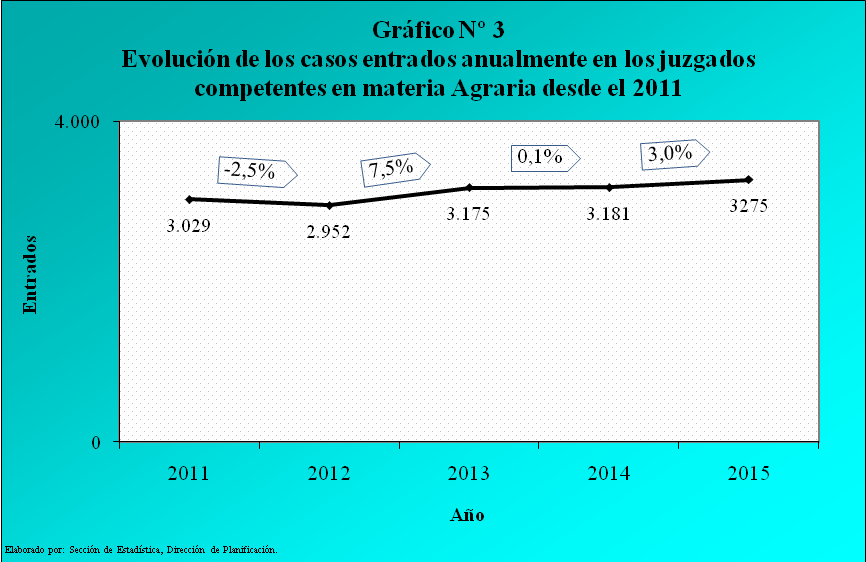 Gráfico Nº 3
Evolución de los casos entrados anualmente en los juzgados
competentes en materia Agraria desde el 2011
4.000
-2,5%
7,5%
0,1%
3,0%
3.029
2.952
3.175
3.181
3275
Entrados
0
2011
2012
2013
2014
2015
Año
Elaborado por: Sección de Estadística, Dirección de Planificación.